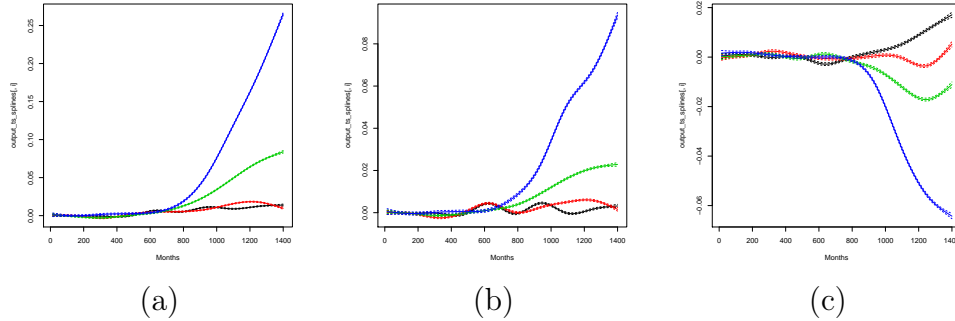 output_ts_splines[, i]
0.00 0.05 0.10 0.15 0.20 0.25
0 200 400 600 800 1000 1200 1400
Months
(a)
output_ts_splines[, i]
0.00 0.02 0.04 0.06 0.08
0 200 400 600 800 1000 1200 1400
Months
(b)
output_ts_splines[, i]
-0.06 -0.04 -0.02 0.00 0.02
0 200 400 600 800 1000 1200 1400
Months
(c)